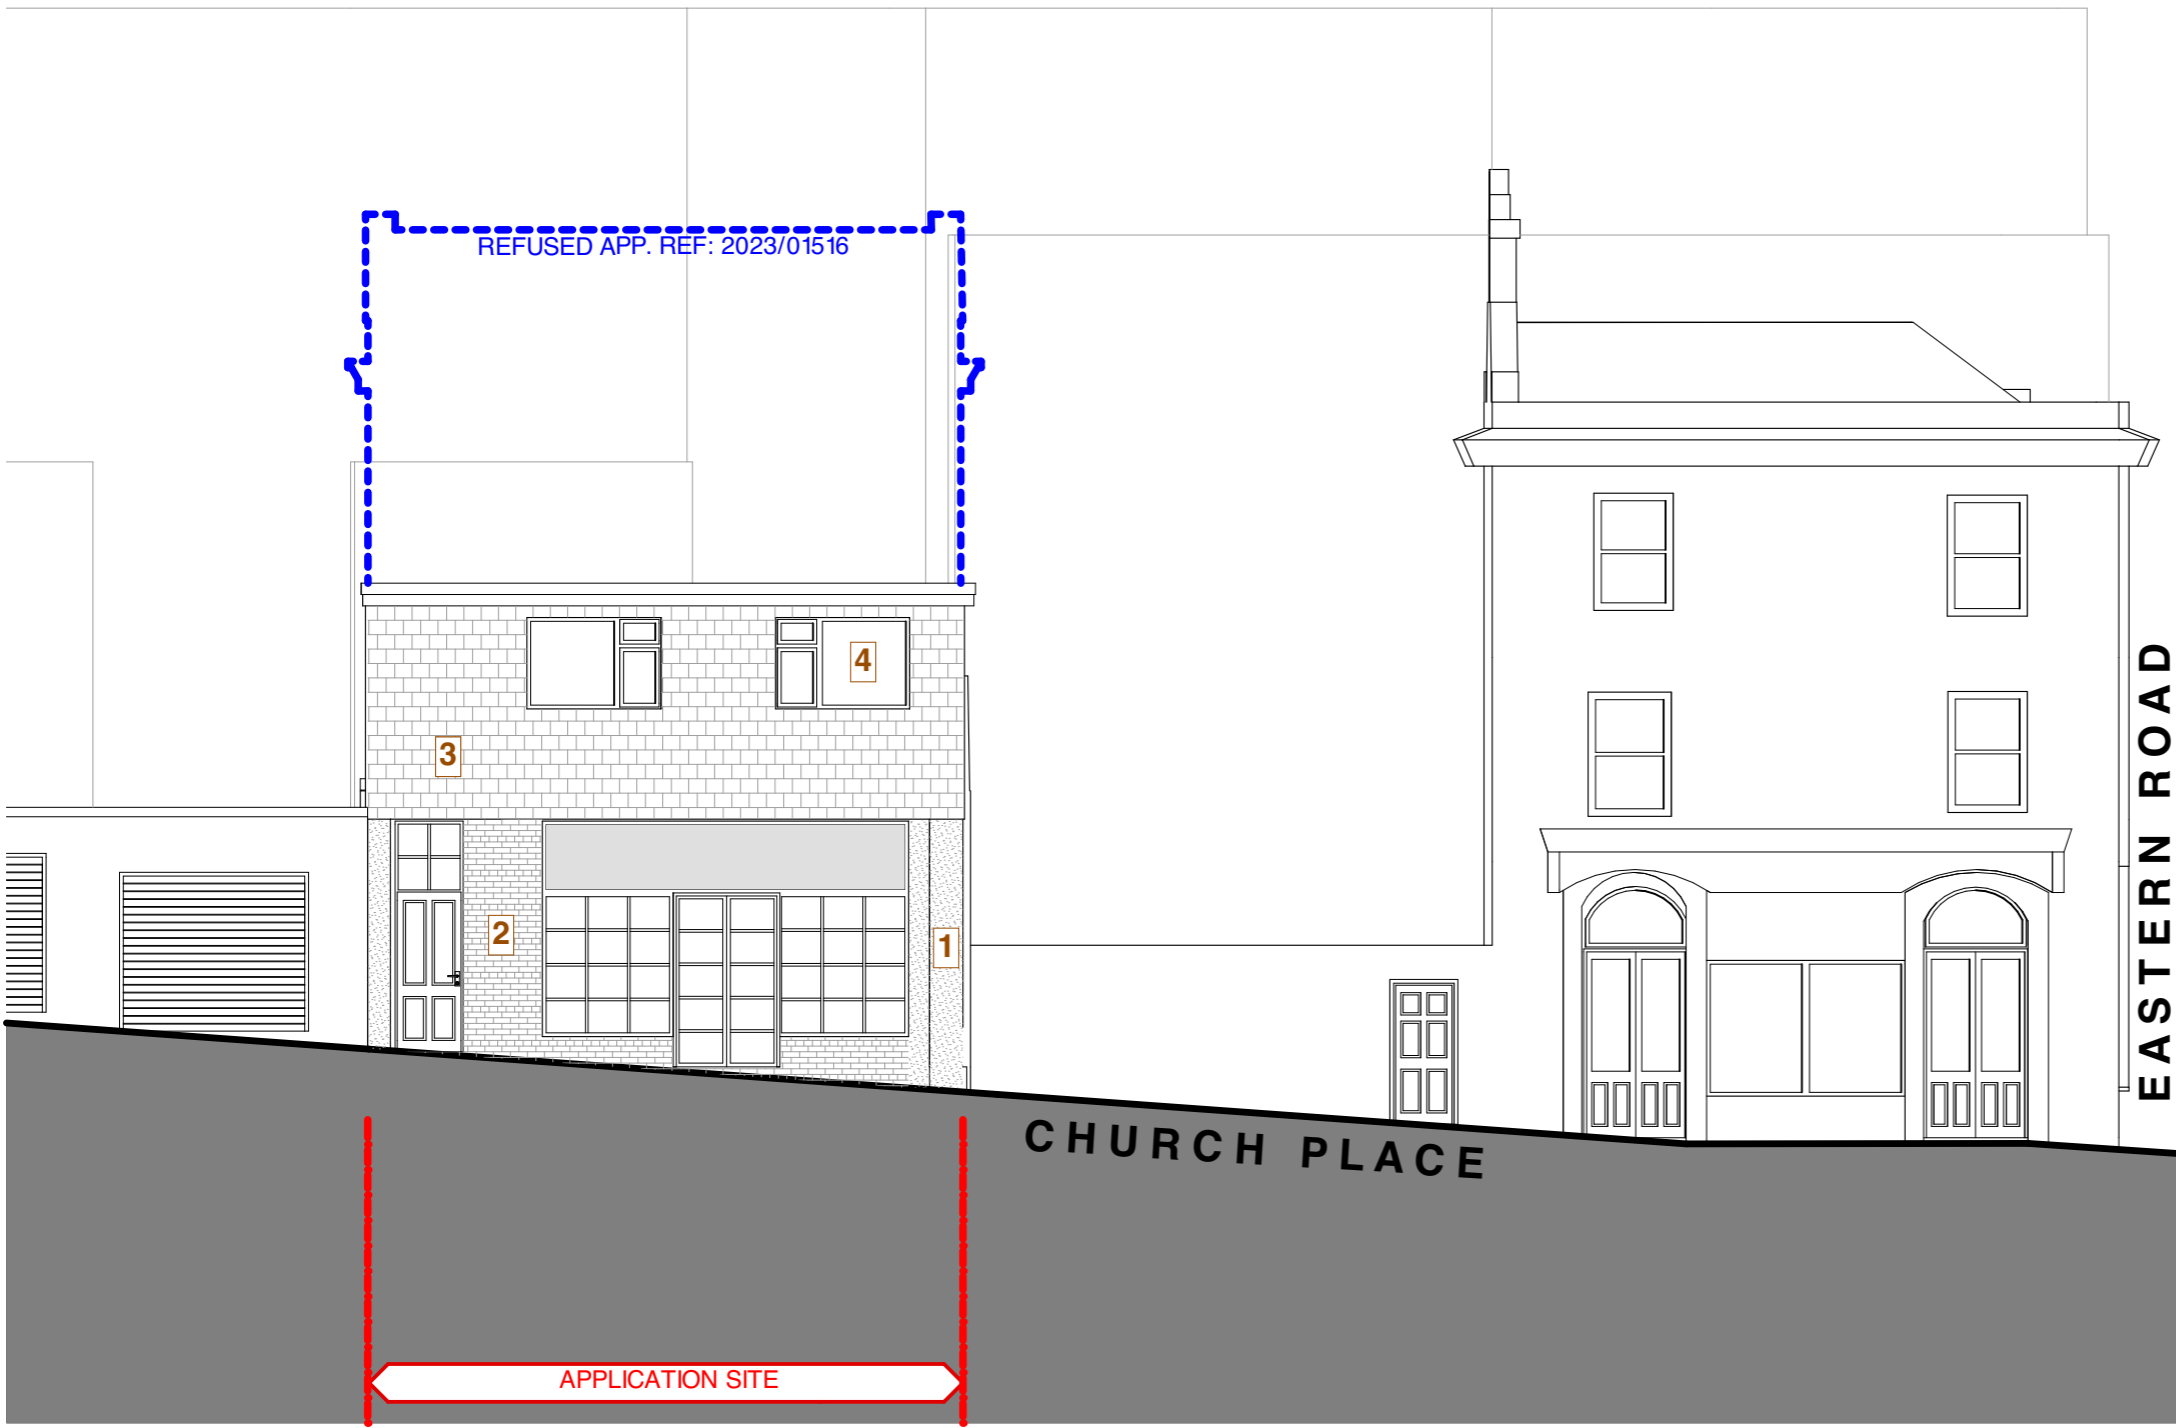 REFUSED APP. REF: 2023/01516
4
3
2
1
EASTERN ROAD
CHURCH PLACE
APPLICATION SITE